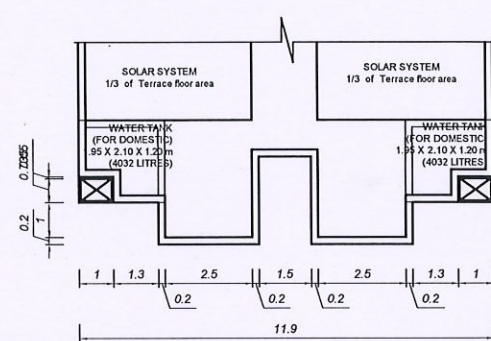 SOLAR SYSTEM
1/3 of Terrace floor area
SOLAR SYSTEM
1/3 of Terrace floor area
WATER TANK
(FOR DOMESTIC)
.95 X 2.10 X 1.20 m
(4032 LITRES)
WATER TANK
(FOR DOMESTIC)
1.95 X 2.10 X 1.20 m
(4032 LITRES
0.2
1
1
1.3
2.5
1.5
2.5
1.3
1
0.2
0.2
0.2
0.2
11.9